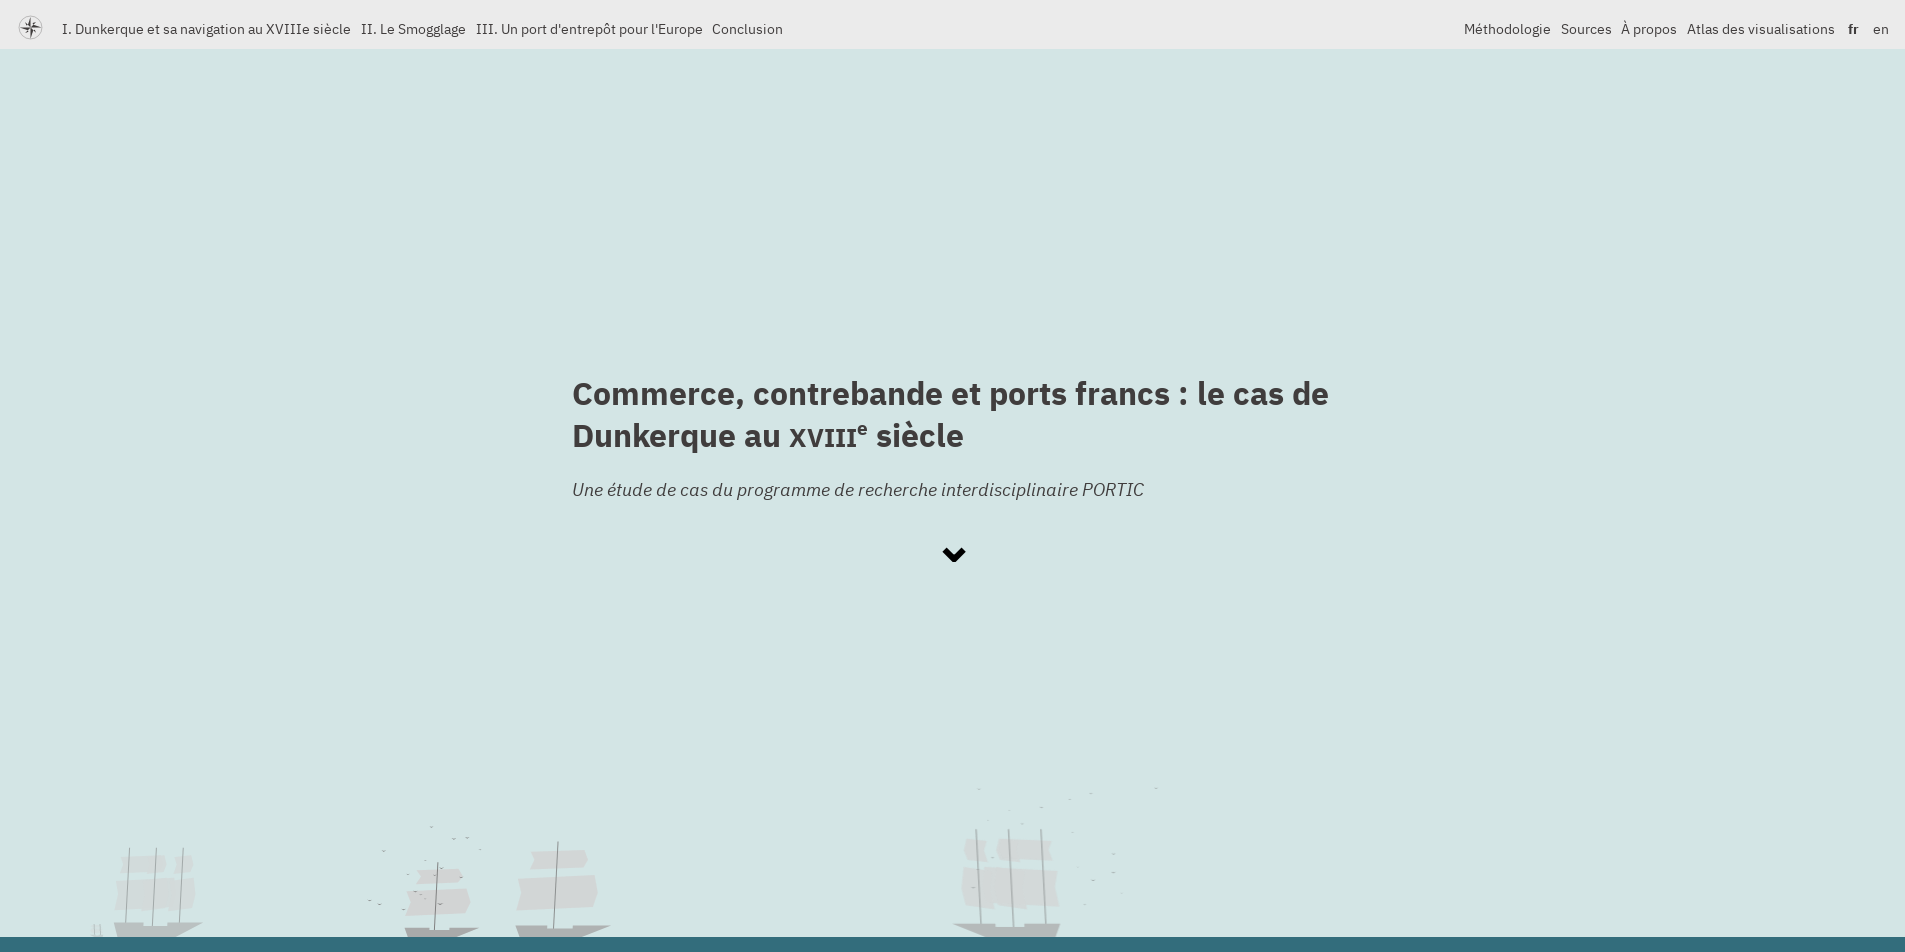 I. Dunkerque et sa navigation au XVIIIe siècle II. Le Smogglage III. Un port d'entrepôt pour l'Europe Conclusion Méthodologie Sources À propos Atlas des visualisations fr en
Commerce, contrebande et ports francs : le cas de
Dunkerque au XVIIIe siècle
Une étude de cas du programme de recherche interdisciplinaire PORTIC